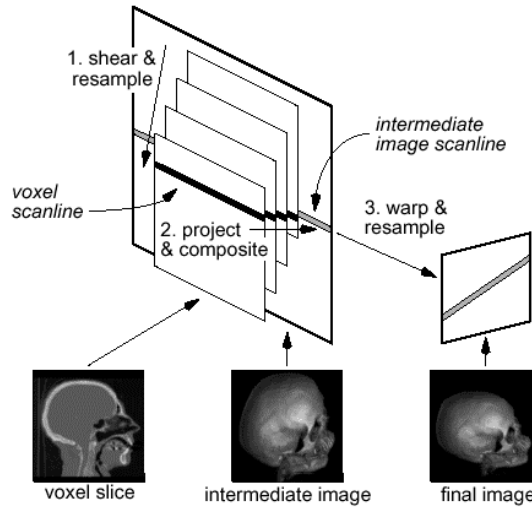 1. shear &
resample
intermediate
image scanline
voxel
scanline
2. project
& composite
3. warp &
resample
voxel slice
intermediate image
final image